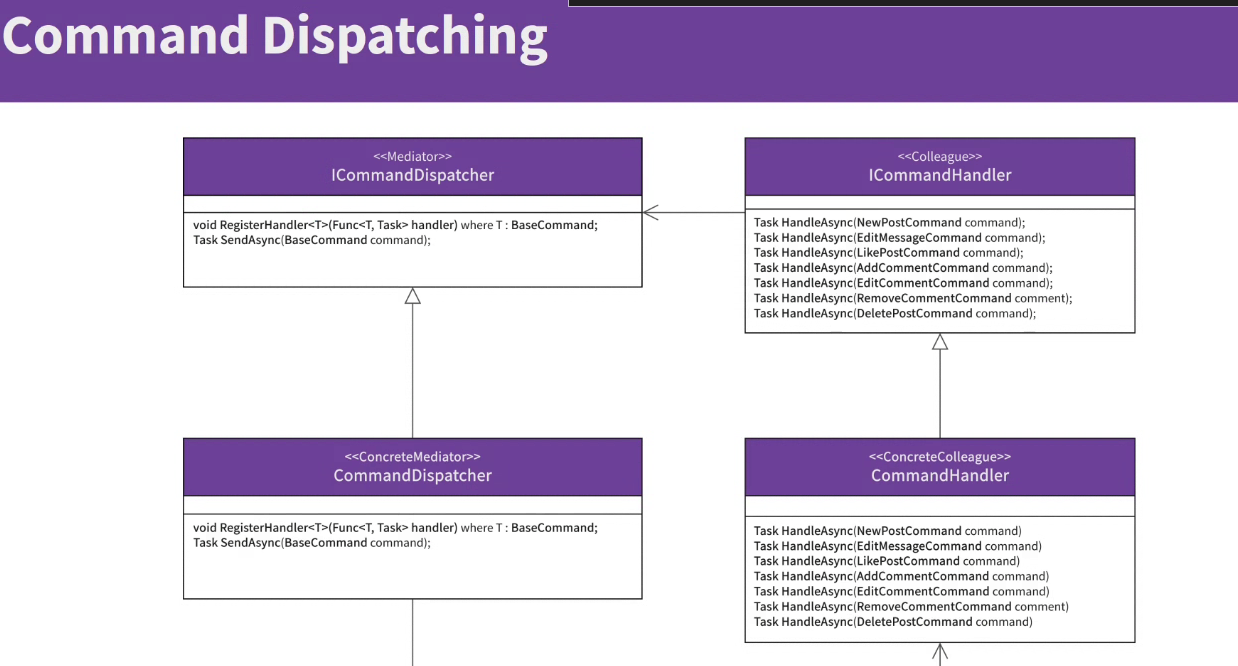 Command Dispatching
<<Mediator>>
ICommandDispatcher
void RegisterHandler<T>(Func<T, Task> handler) where T : BaseCommand;
Task SendAsync(BaseCommand command);
<<Colleague>>
ICommandHandler
Task HandleAsync(NewPostCommand command);
Task HandleAsync(EditMessageCommand command);
Task HandleAsync(LikePostCommand command);
Task HandleAsync(AddCommentCommand command);
Task HandleAsync(EditCommentCommand command);
Task HandleAsync(RemoveCommentCommand comment);
Task HandleAsync(DeletePostCommand command);
<<ConcreteMediator>>
CommandDispatcher
void RegisterHandler<T>(Func<T, Task> handler) where T : BaseCommand;
Task SendAsync(BaseCommand command);
<<ConcreteColleague>>
CommandHandler
Task HandleAsync(NewPostCommand command)
Task HandleAsync(EditMessageCommand command)
Task HandleAsync(LikePostCommand command)
Task HandleAsync(AddCommentCommand command)
Task HandleAsync(EditCommentCommand command)
Task HandleAsync(RemoveCommentCommand comment)
Task HandleAsync(DeletePostCommand command)